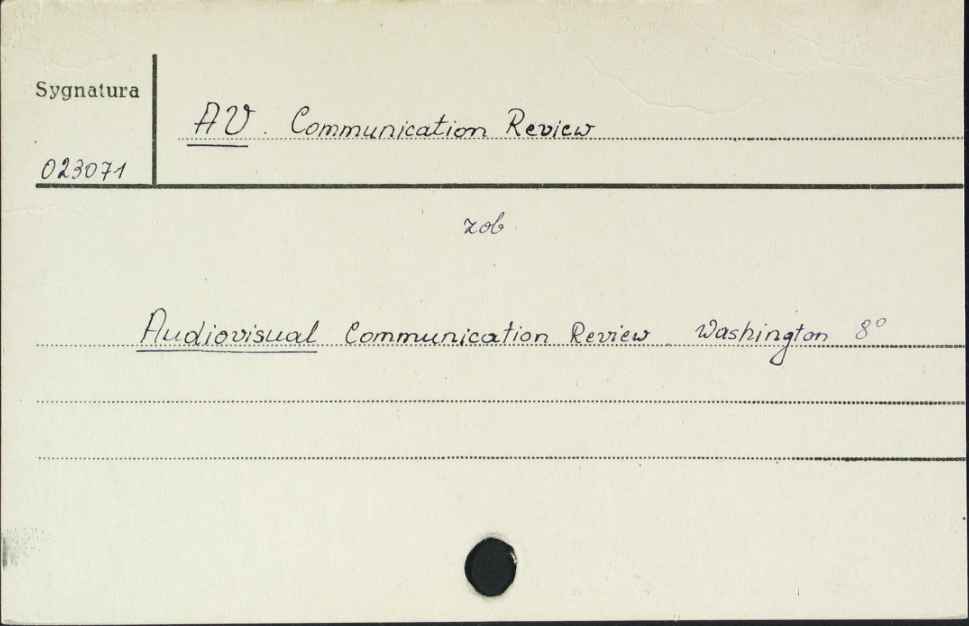 Sygnatura
AV. Communication Review
023071
zob.
Audiovisual Communication Review. Washington 8°